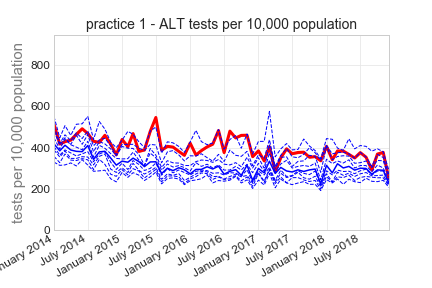 practice 1 - ALT tests per 10,000 population
tests per 10,000 population
800
600
400
200
0
nuary 2014
July 2014
January 2015
July 2015
January 2016
July 2016
January 2017
July 2017
January 2018
July 2018